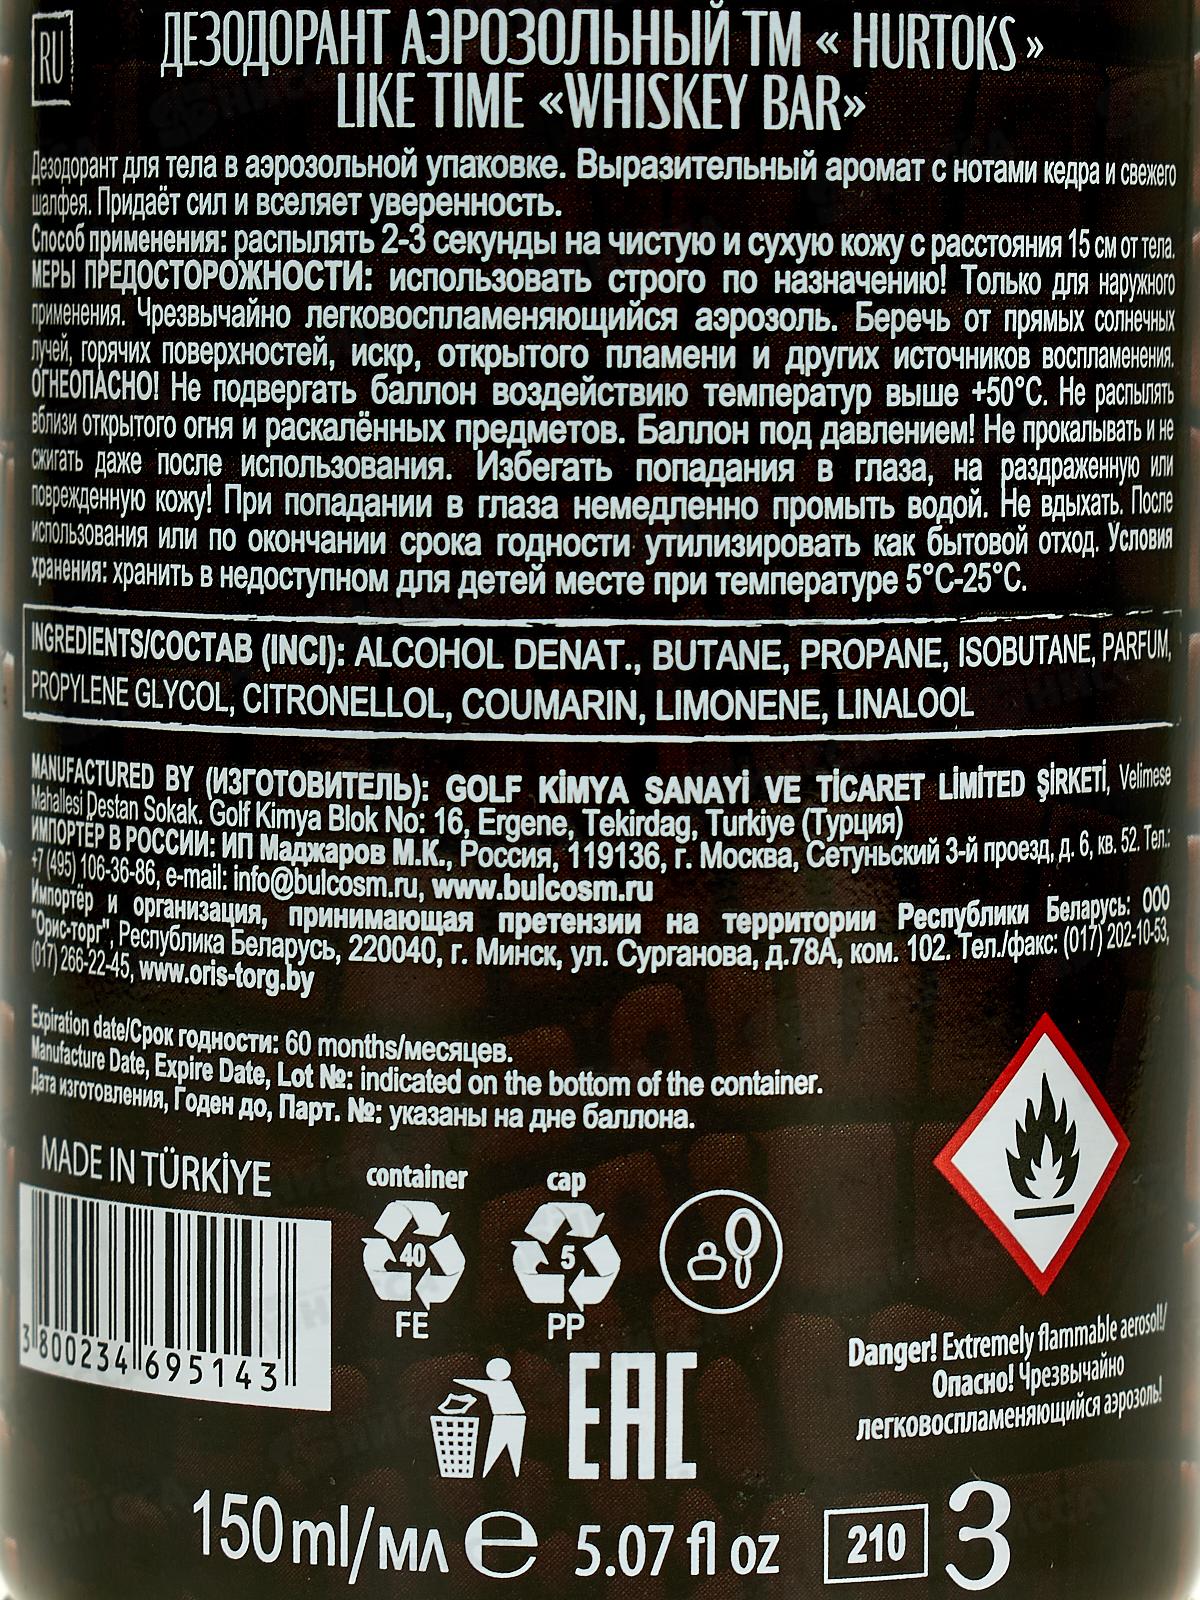 RU
ДЕЗОДОРАНТ АЭРОЗОЛЬНЫЙ ТМ « HURTOKS »
LIKE TIME «WHISKEY BAR»
Дезодорант для тела в аэрозольной упаковке. Выразительный аромат с нотами кедра и свежего
шалфея. Придаёт сил и вселяет уверенность.
Способ применения: распылять 2-3 секунды на чистую и сухую кожу с расстояния 15 см от тела.
МЕРЫ ПРЕДОСТОРОЖНОСТИ: использовать строго по назначению! Только для наружного
применения. Чрезвычайно легковоспламеняющийся аэрозоль. Беречь от прямых солнечных
лучей, горячих поверхностей, искр, открытого пламени и других источников воспламенения.
ОГНЕОПАСНО! Не подвергать баллон воздействию температур выше +50°С. Не распылять
вблизи открытого огня и раскалённых предметов. Баллон под давлением! Не прокалывать и не
сжигать даже после использования. Избегать попадания в глаза, на раздраженную или
поврежденную кожу! При попадании в глаза немедленно промыть водой. Не вдыхать. После
использования или по окончании срока годности утилизировать как бытовой отход. Условия
хранения: хранить в недоступном для детей месте при температуре 5°С-25°С.
INGREDIENTS/СОСТАВ (INCI): ALCOHOL DENAT., BUTANE, PROPANE, ISOBUTANE, PARFUM,
PROPYLENE GLYCOL, CITRONELLOL, COUMARIN, LIMONENE, LINALOOL
MANUFACTURED BY (ИЗГОТОВИТЕЛЬ): GOLF KİMYA SANAYİ VE TİCARET LİMİTED ŞİRKETİ, Velimese
Mahallesi Destan Sokak. Golf Kimya Blok No: 16, Ergene, Tekirdag, Turkiye (Турция)
ИМПОРТЁР В РОССИИ: ИП Маджаров М.К., Россия, 119136, г. Москва, Сетуньский 3-й проезд, д. 6, кв. 52. Тел.:
+7 (495) 106-36-86, e-mail: info@bulcosm.ru, www.bulcosm.ru
Импортёр и организация, принимающая претензии на территории Республики Беларусь: ООО
"Орис-торг", Республика Беларусь, 220040, г. Минск, ул. Сурганова, д.78А, ком. 102. Тел./факс: (017) 202-10-53,
(017) 266-22-45, www.oris-torg.by
Expiration date/Срок годности: 60 months/месяцев.
Manufacture Date, Expire Date, Lot №: indicated on the bottom of the container.
Дата изготовления, Годен до, Парт. №: указаны на дне баллона.
MADE IN TÜRKİYE
container
cap
40
5
FE
PP
3 800234 695143
EAC
Danger! Extremely flammable aerosol!/
Опасно! Чрезвычайно
легковоспламеняющийся аэрозоль!
150 ml/мл ℮ 5.07 fl oz
210
3